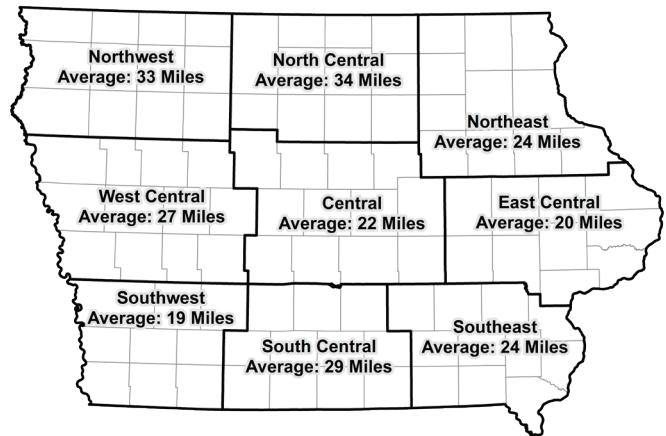 Northwest
Average: 33 Miles
North Central
Average: 34 Miles
Northeast
Average: 24 Miles
West Central
Average: 27 Miles
Central
Average: 22 Miles
East Central
Average: 20 Miles
Southwest
Average: 19 Miles
South Central
Average: 29 Miles
Southeast
Average: 24 Miles